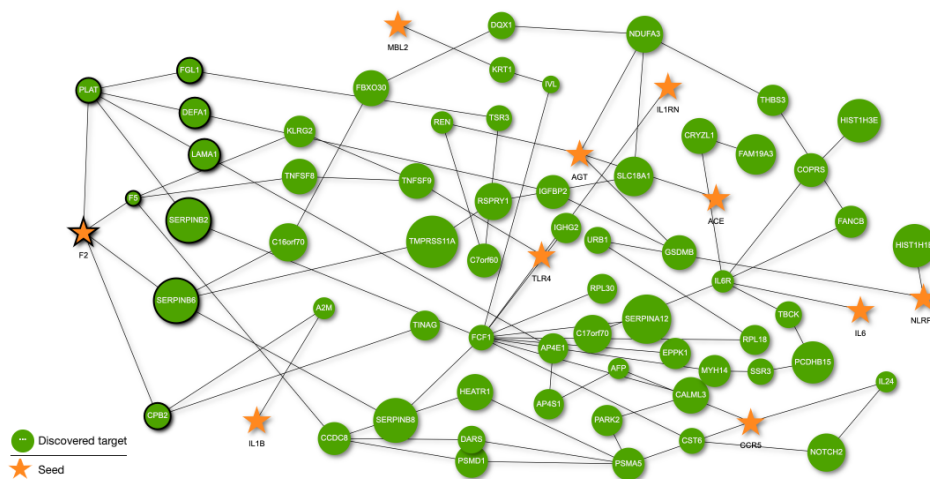 DQX1
NDUFA3
MBL2
FGL1
KRT1
IVL
PLAT
FBXO30
IL1RN
THBS3
HIST1H3E
DEFA1
KLRG2
REN
TSR3
CRYZL1
FAM19A3
LAMA1
AGT
COPRS
TNFSF8
TNFSF9
SLC18A1
F5
IGFBP2
RSPRY1
ACE
SERPINB2
FANCB
IGHG2
F2
C16orf70
TMPRSS11A
URB1
HIST1H1E
C7orf60
GSDMB
TLR4
IL6R
SERPINB6
RPL30
NLRP
A2M
TBCK
IL6
TINAG
SERPINA12
FCF1
C17orf70
RPL18
AP4E1
EPPK1
PCDHB15
AFP
MYH14
SSR3
IL24
HEATR1
CALML3
AP4S1
CPB2
SERPINB8
PARK2
IL1B
CCDC8
DARS
CST6
CCR5
Discovered target
NOTCH2
PSMD1
PSMA5
Seed